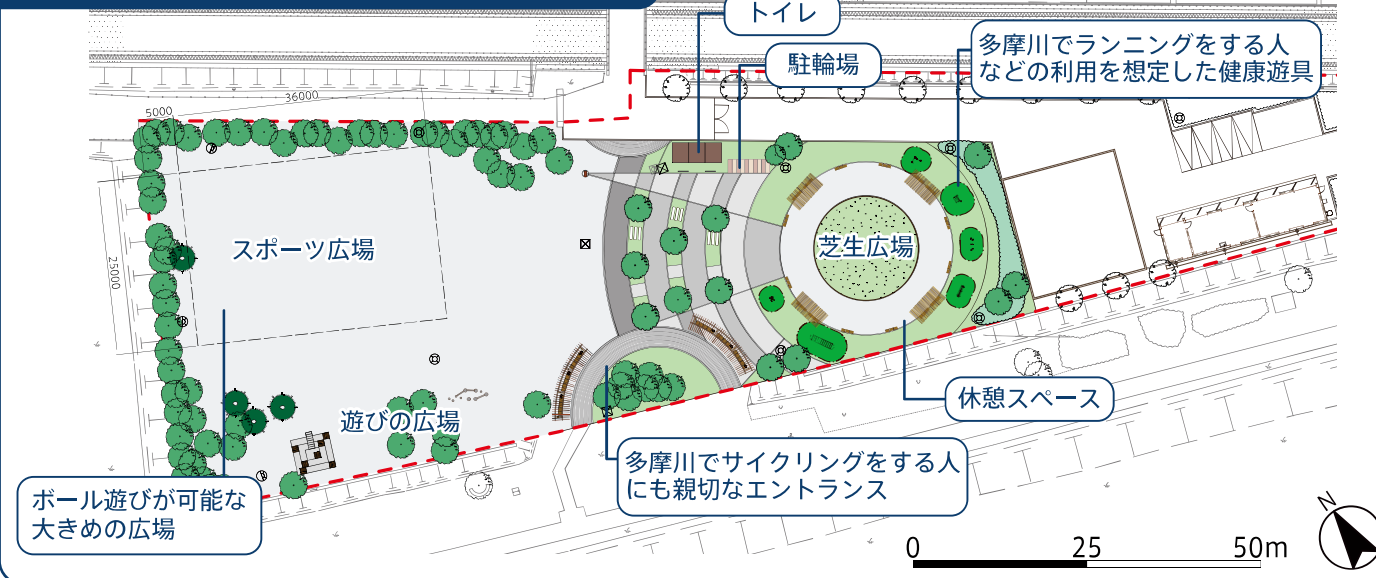 トイレ
駐輪場
多摩川でランニングをする人
などの利用を想定した健康遊具
5000
36000
25000
スポーツ広場
芝生広場
遊びの広場
休憩スペース
多摩川でサイクリングをする人
にも親切なエントランス
ボール遊びが可能な
大きめの広場
0 25 50m
N